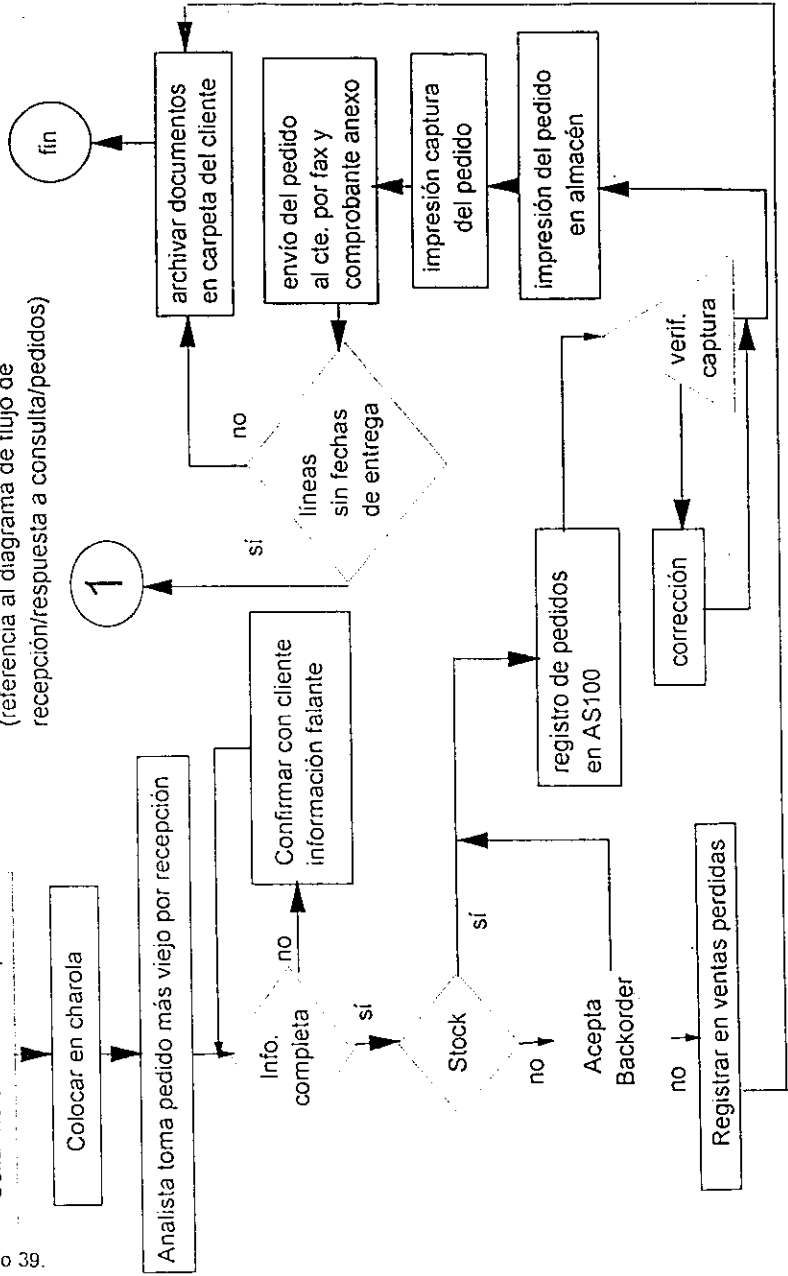 (referencia al diagrama de flujo de
recepción/respuesta a consulta/pedidos)
o 39.
Colocar en charola
Analista toma pedido más viejo por recepción
Info.
completa
no
Confirmar con cliente
información falante
sí
Stock
sí
no
Acepta
Backorder
no
Registrar en ventas perdidas
registro de pedidos
en AS100
verif.
captura
corrección
impresión del pedido
en almacén
impresión captura
del pedido
envío del pedido
al cte. por fax y
comprobante anexo
lineas
sin fechas
de entrega
sí
1
no
archivar documentos
en carpeta del cliente
fin